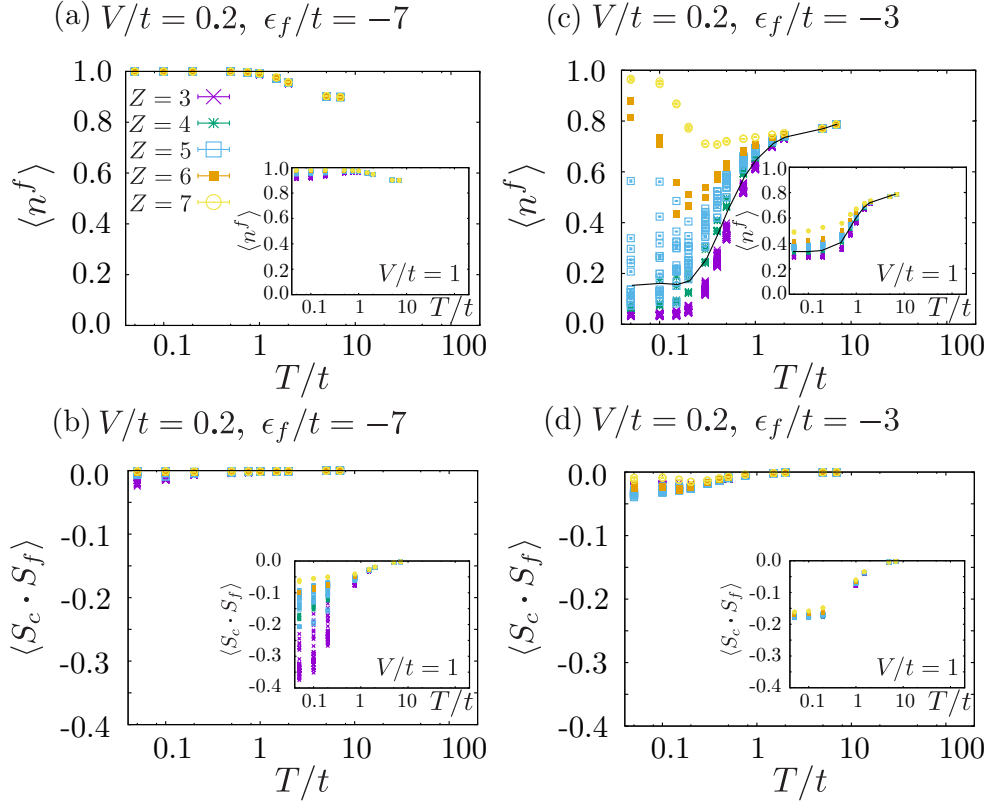 (a) V/t = 0.2, ϵ_f/t = −7
1.0
0.8
0.6
0.4
0.2
0.0
⟨n^f⟩
Z = 3
Z = 4
Z = 5
Z = 6
Z = 7
1.0
0.8
0.6
0.4
0.2
0.0
⟨n^f⟩
V/t = 1
0.1
1
10
T/t
0.1
1
10
100
T/t
(c) V/t = 0.2, ϵ_f/t = −3
1.0
0.8
0.6
0.4
0.2
0.0
⟨n^f⟩
1.0
0.8
0.6
0.4
0.2
0.0
⟨n^f⟩
V/t = 1
0.1
1
10
T/t
0.1
1
10
100
T/t
(b) V/t = 0.2, ϵ_f/t = −7
0.0
-0.1
-0.2
-0.3
-0.4
⟨S_c · S_f⟩
0.0
-0.1
-0.2
-0.3
-0.4
⟨S_c · S_f⟩
V/t = 1
0.1
1
10
T/t
0.1
1
10
100
T/t
(d) V/t = 0.2, ϵ_f/t = −3
0.0
-0.1
-0.2
-0.3
-0.4
⟨S_c · S_f⟩
0.0
-0.1
-0.2
-0.3
-0.4
⟨S_c · S_f⟩
V/t = 1
0.1
1
10
T/t
0.1
1
10
100
T/t